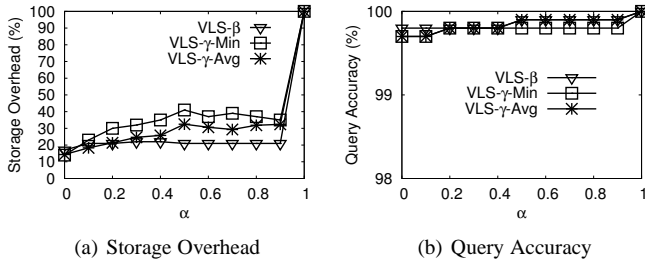 Storage Overhead (%)
100
90
80
70
60
50
40
30
20
10
0
VLS-β
VLS-γ-Min
VLS-γ-Avg
0 0.2 0.4 0.6 0.8 1
α
(a) Storage Overhead
Query Accuracy (%)
100
99
98
VLS-β
VLS-γ-Min
VLS-γ-Avg
0 0.2 0.4 0.6 0.8 1
α
(b) Query Accuracy